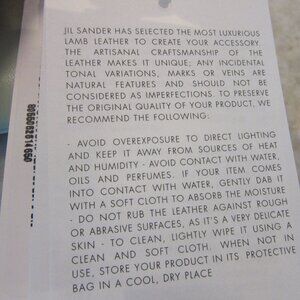 JIL SANDER HAS SELECTED THE MOST LUXURIOUS
LAMB LEATHER TO CREATE YOUR ACCESSORY.
THE ARTISANAL CRAFTSMANSHIP OF THE
LEATHER MAKES IT UNIQUE; ANY INCIDENTAL
TONAL VARIATIONS, MARKS OR VEINS ARE
NATURAL FEATURES AND SHOULD NOT BE
CONSIDERED AS IMPERFECTIONS. TO PRESERVE
THE ORIGINAL QUALITY OF YOUR PRODUCT, WE
RECOMMEND THE FOLLOWING:
- AVOID OVEREXPOSURE TO DIRECT LIGHTING
AND KEEP IT AWAY FROM SOURCES OF HEAT
AND HUMIDITY - AVOID CONTACT WITH WATER,
OILS AND PERFUMES. IF YOUR ITEM COMES
INTO CONTACT WITH WATER, GENTLY DAB IT
WITH A SOFT CLOTH TO ABSORB THE MOISTURE
- DO NOT RUB THE LEATHER AGAINST ROUGH
OR ABRASIVE SURFACES, AS IT'S A VERY DELICATE
SKIN - TO CLEAN, LIGHTLY WIPE IT USING A
CLEAN AND SOFT CLOTH. WHEN NOT IN
USE, STORE YOUR PRODUCT IN ITS PROTECTIVE
BAG IN A COOL, DRY PLACE